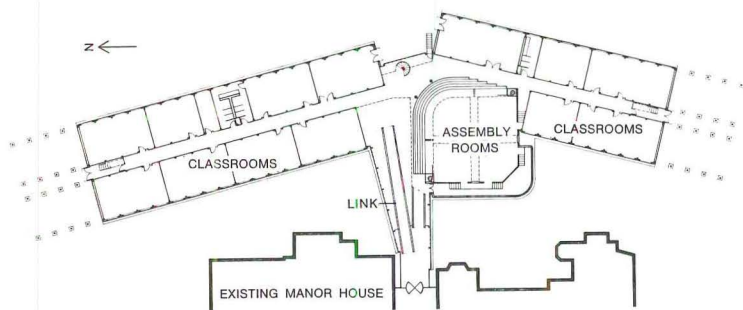 N
CLASSROOMS
ASSEMBLY
ROOMS
CLASSROOMS
LINK
EXISTING MANOR HOUSE